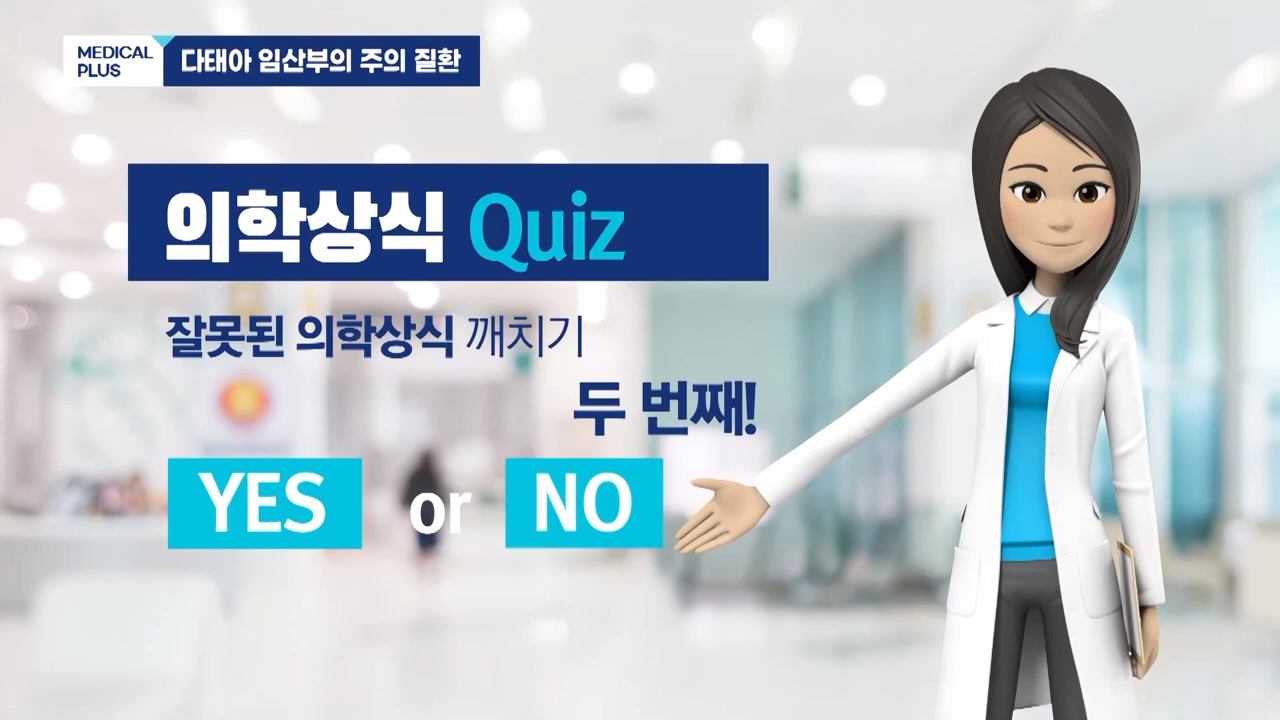 MEDICAL
PLUS
다태아 임산부의 주의 질환
의학상식 Quiz
잘못된 의학상식 깨치기
두 번째!
YES or NO